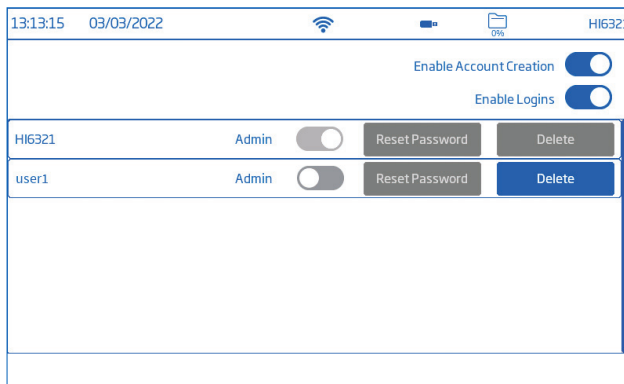 13:13:15 03/03/2022 0% HI632
Enable Account Creation
Enable Logins
HI6321 Admin Reset Password Delete
user1 Admin Reset Password Delete